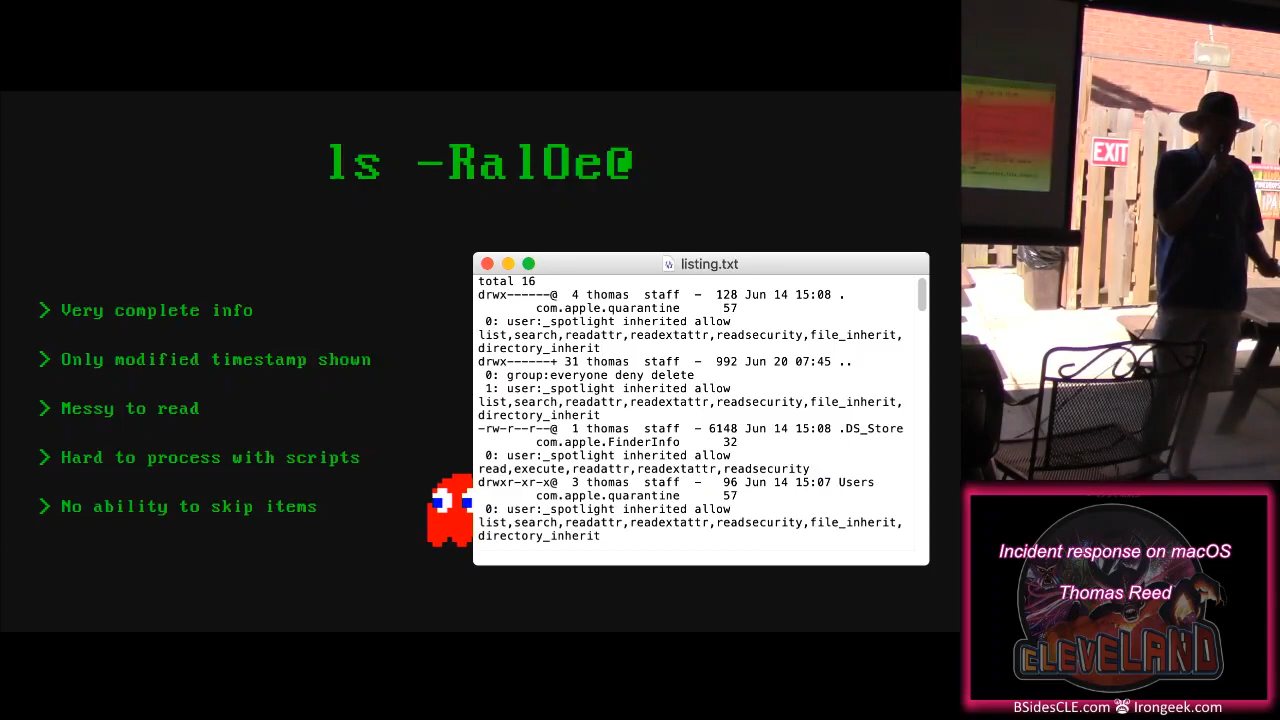 ls -RalOe@
> Very complete info
> Only modified timestamp shown
> Messy to read
> Hard to process with scripts
> No ability to skip items
listing.txt
total 16
drwx------@  4 thomas  staff  -  128 Jun 14 15:08 .
com.apple.quarantine      57
0: user:_spotlight inherited allow
list,search,readattr,readextattr,readsecurity,file_inherit,
directory_inherit
drwx------+ 31 thomas  staff  -  992 Jun 20 07:45 ..
0: group:everyone deny delete
1: user:_spotlight inherited allow
list,search,readattr,readextattr,readsecurity,file_inherit,
directory_inherit
-rw-r--r--@  1 thomas  staff  - 6148 Jun 14 15:08 .DS_Store
com.apple.FinderInfo      32
0: user:_spotlight inherited allow
read,execute,readattr,readextattr,readsecurity
drwxr-xr-x@  3 thomas  staff  -   96 Jun 14 15:07 Users
com.apple.quarantine      57
0: user:_spotlight inherited allow
list,search,readattr,readextattr,readsecurity,file_inherit,
directory_inherit
EXIT
IPA
Incident response on macOS
Thomas Reed
CLEVELAND
BSidesCLE.com Irongeek.com